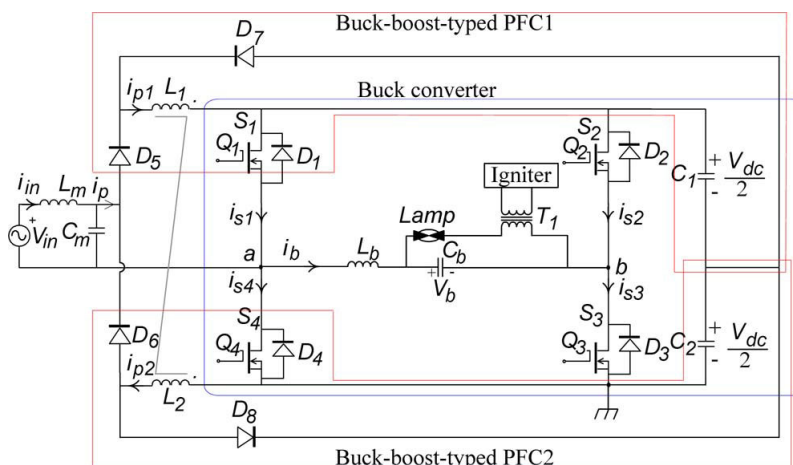 Buck-boost-typed PFC1
D7
ip1 L1
Buck converter
S1
Q1
D1
S2
Q2
D2
D5
C1 + Vdc/2 -
Igniter
iin Lm ip
is1
Lamp
T1
is2
+ Vin
Cm
a ib Lb
Cb
+ - Vb
b
is4
is3
D6
S4
Q4
D4
S3
Q3
D3
C2 + Vdc/2 -
ip2
L2
D8
Buck-boost-typed PFC2